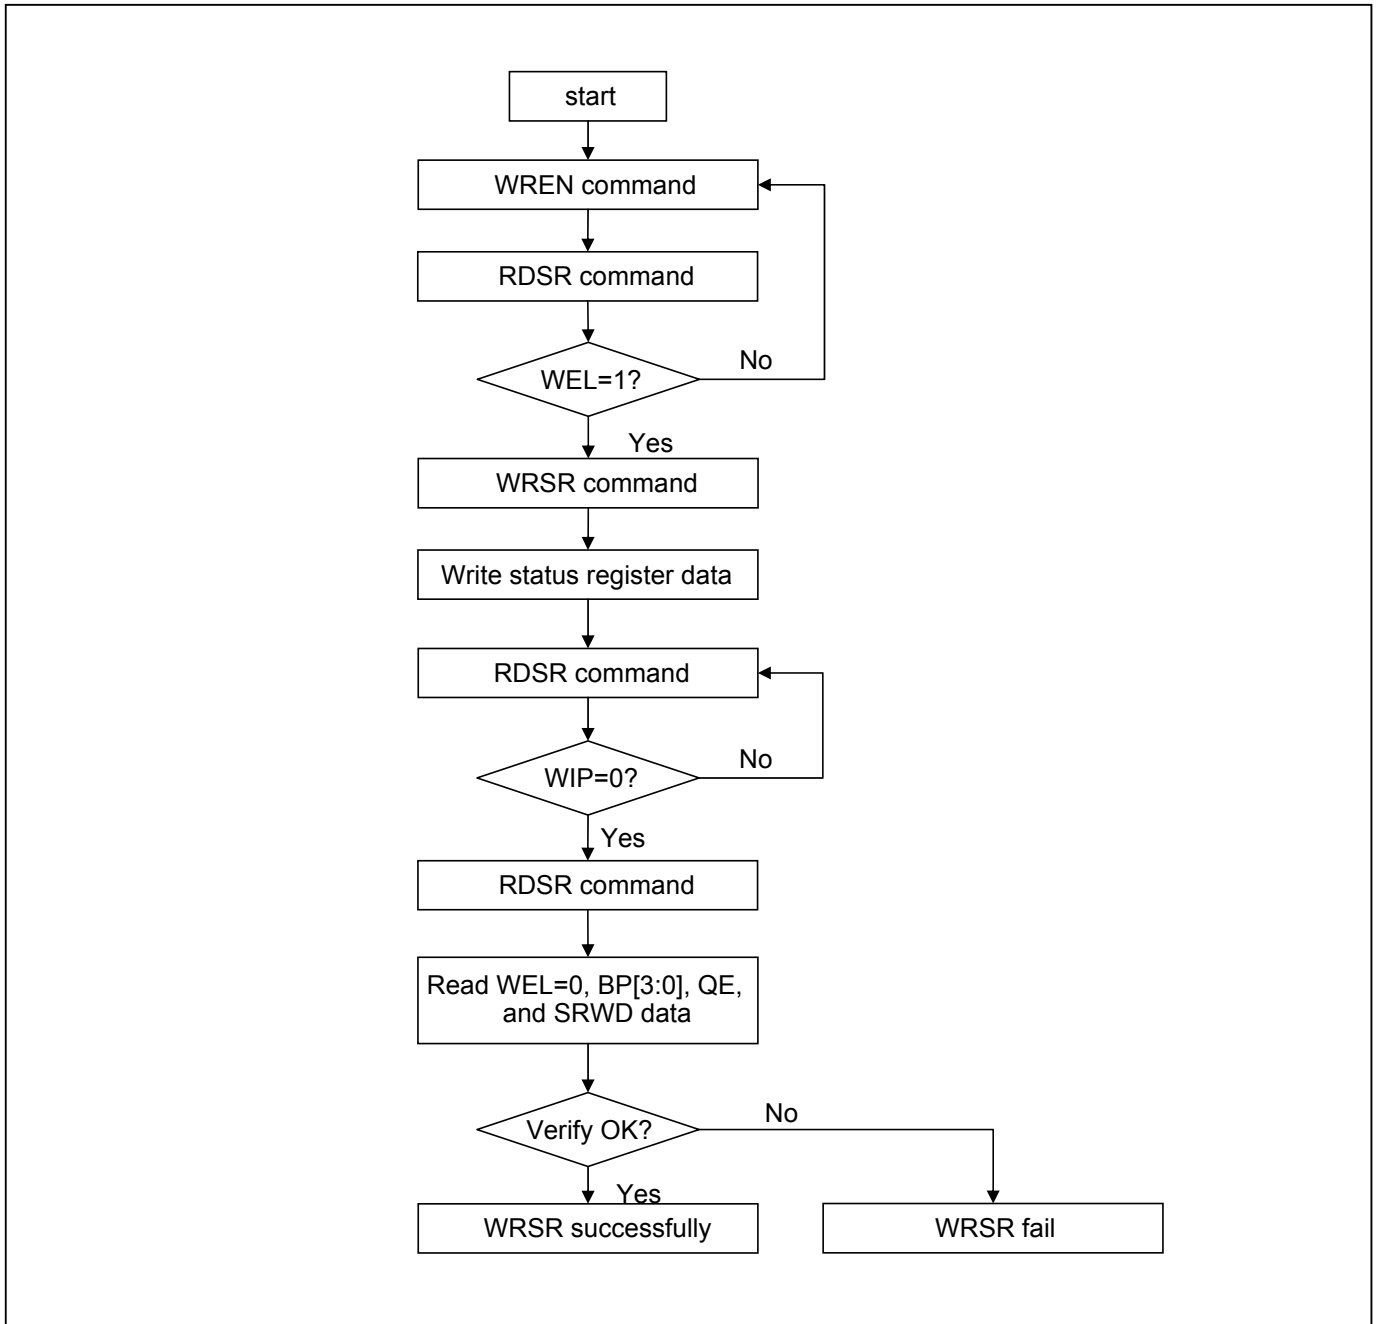 start
WREN command
RDSR command
WEL=1?
No
Yes
WRSR command
Write status register data
RDSR command
WIP=0?
No
Yes
RDSR command
Read WEL=0, BP[3:0], QE,
and SRWD data
Verify OK?
No
Yes
WRSR successfully
WRSR fail